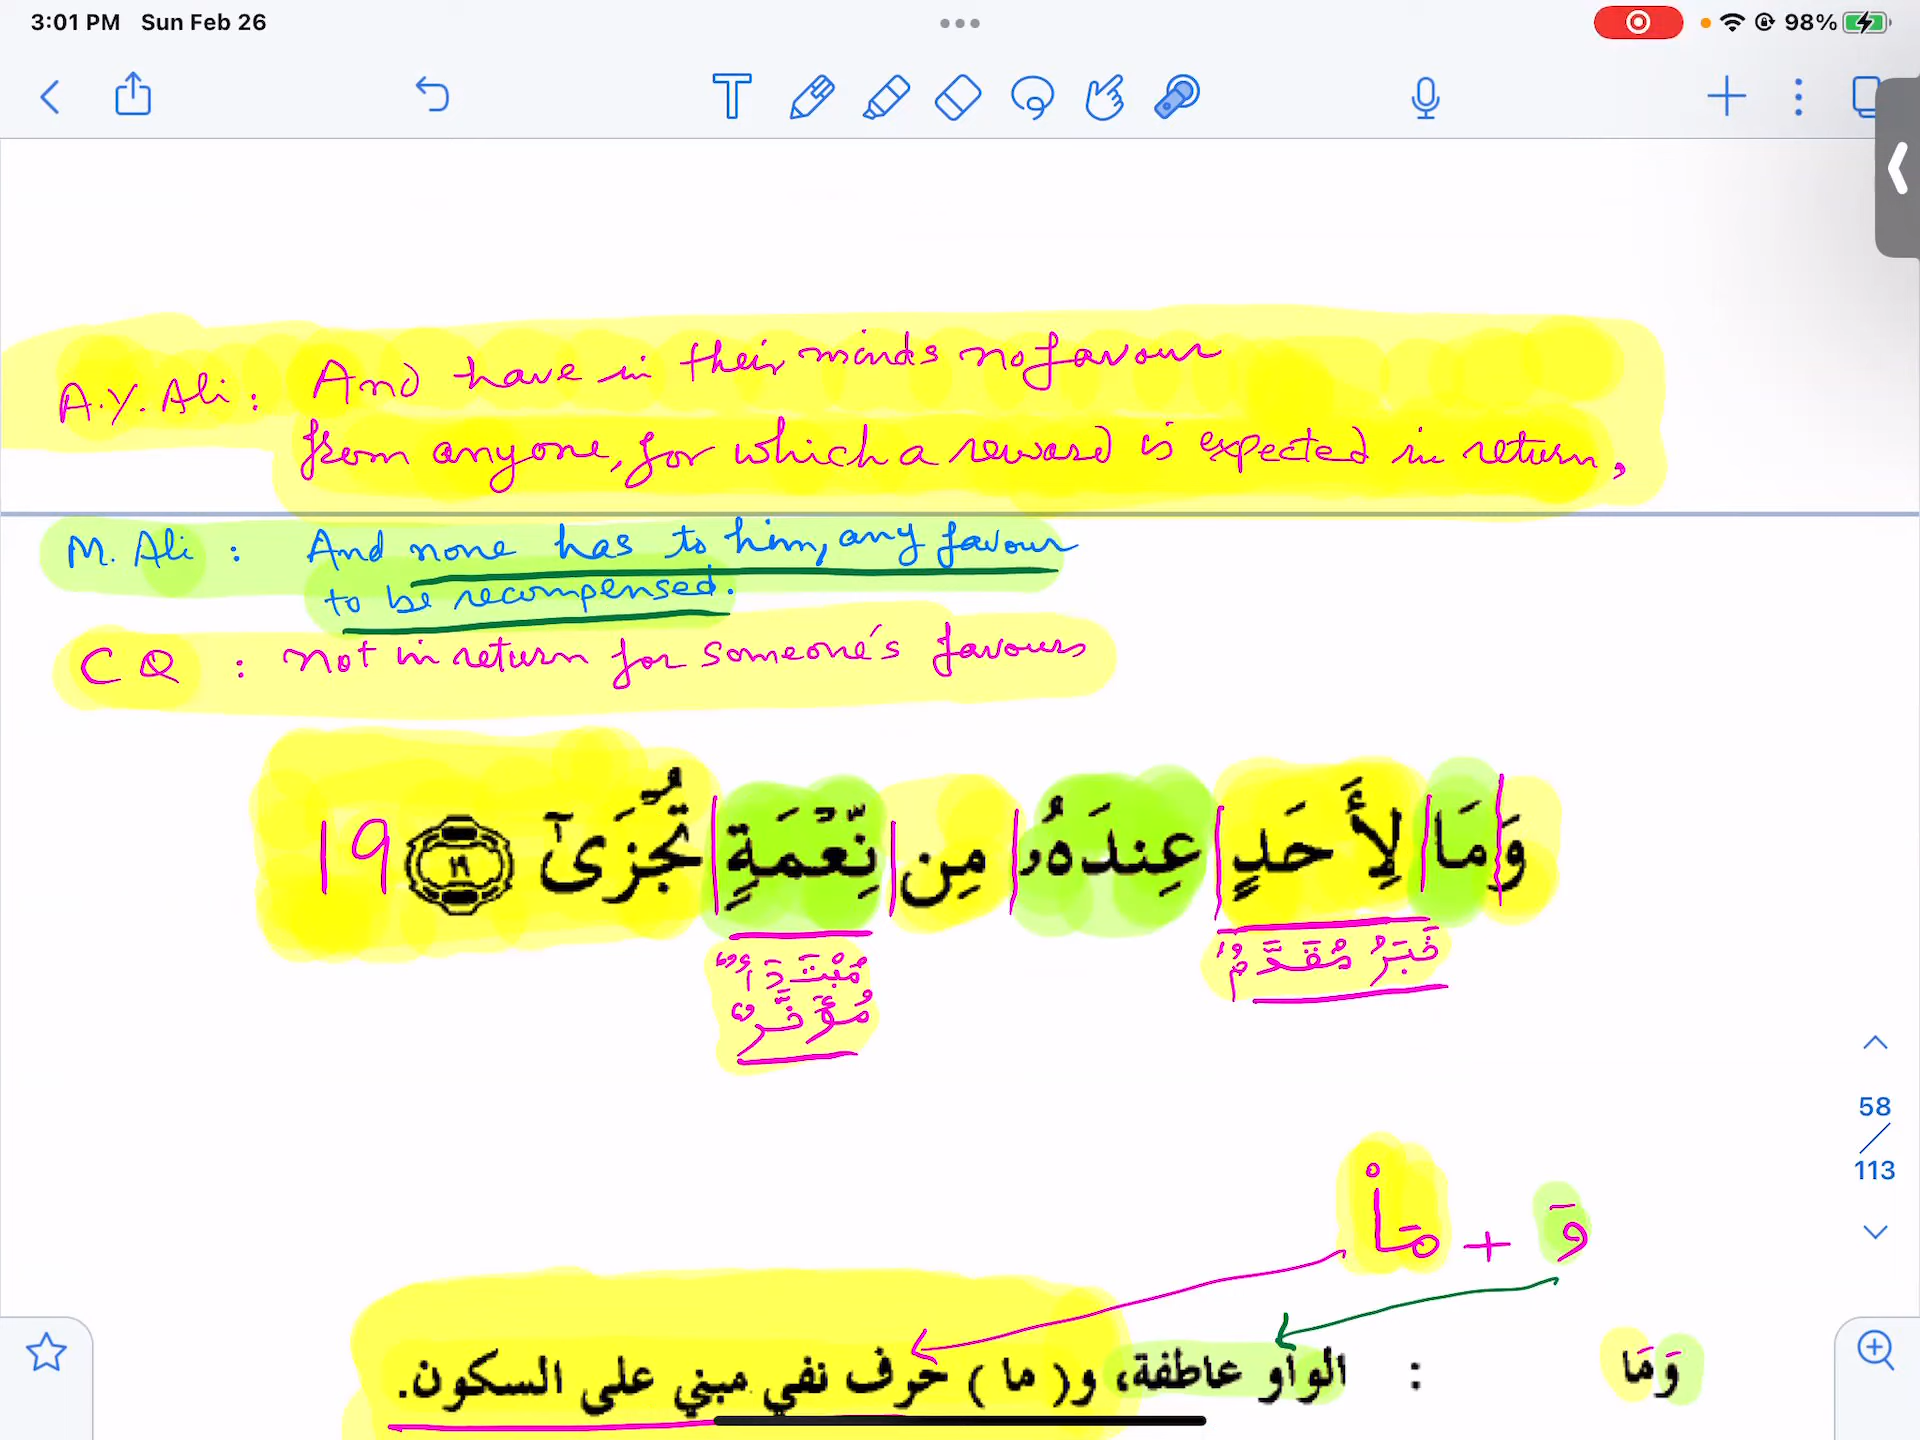 3:01 PM Sun Feb 26
98%
A.Y. Ali : And have in their minds no favour
from anyone, for which a reward is expected in return,
M. Ali : And none has to him, any favour
to be recompensed.
C Q : not in return for someone's favours
وَمَا لِأَحَدٍ عِندَهُۥ مِن نِّعْمَةٍ تُجْزَىٰٓ ١٩ 19
خَبَرٌ مُقَدَّمٌ
مُبْتَدَأٌ
مُؤَخَّرٌ
58
113
وَ + مَاْ
وَمَا : الواو عاطفة، و( ما ) حرف نفي مبني على السكون.